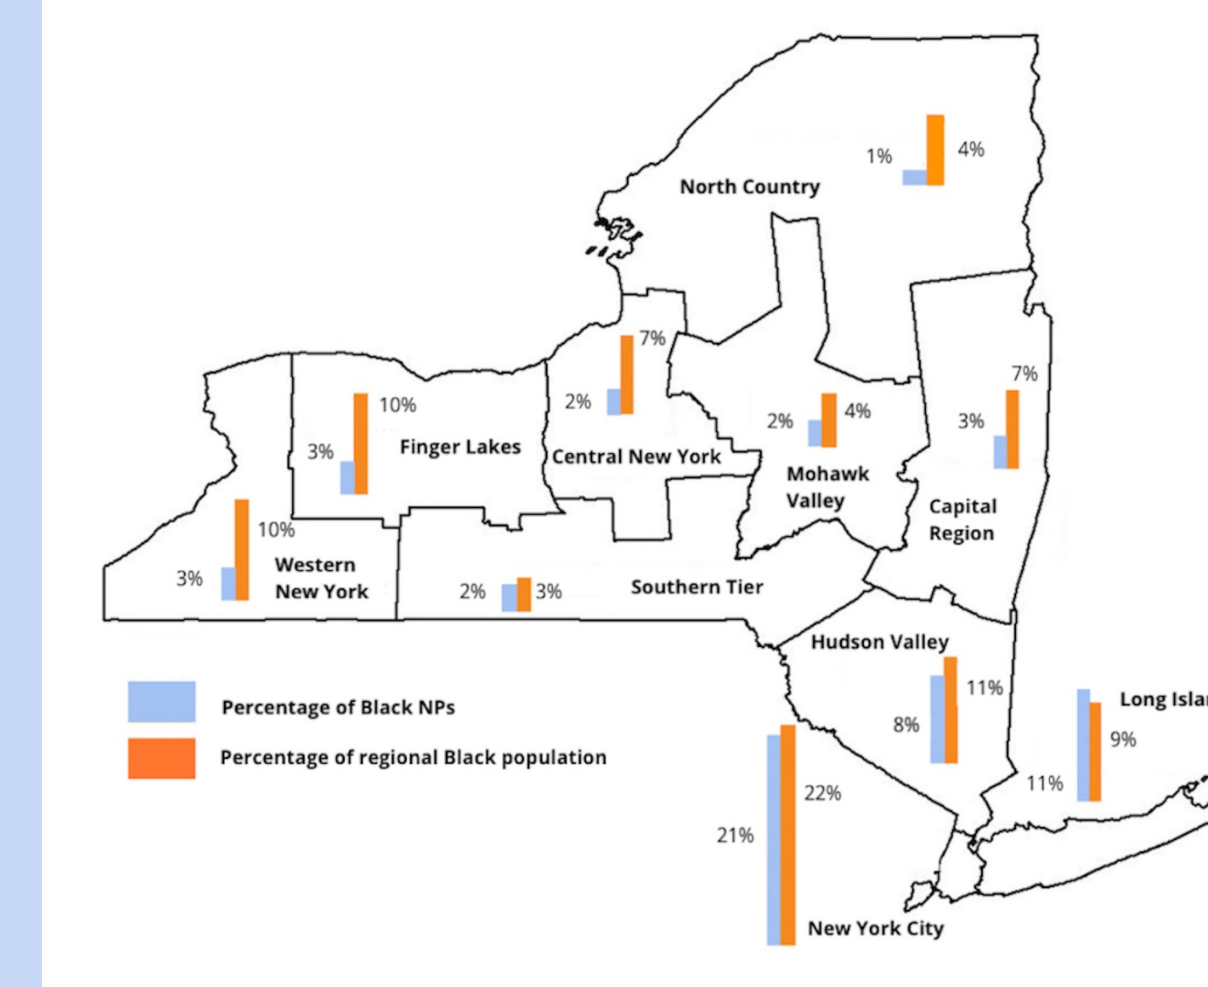 1%
4%
North Country
7%
2%
Central New York
10%
3%
Finger Lakes
2%
4%
Mohawk
Valley
7%
3%
Capital
Region
10%
3%
Western
New York
2%
3%
Southern Tier
Hudson Valley
11%
8%
Long Islan
9%
11%
Percentage of Black NPs
Percentage of regional Black population
22%
21%
New York City